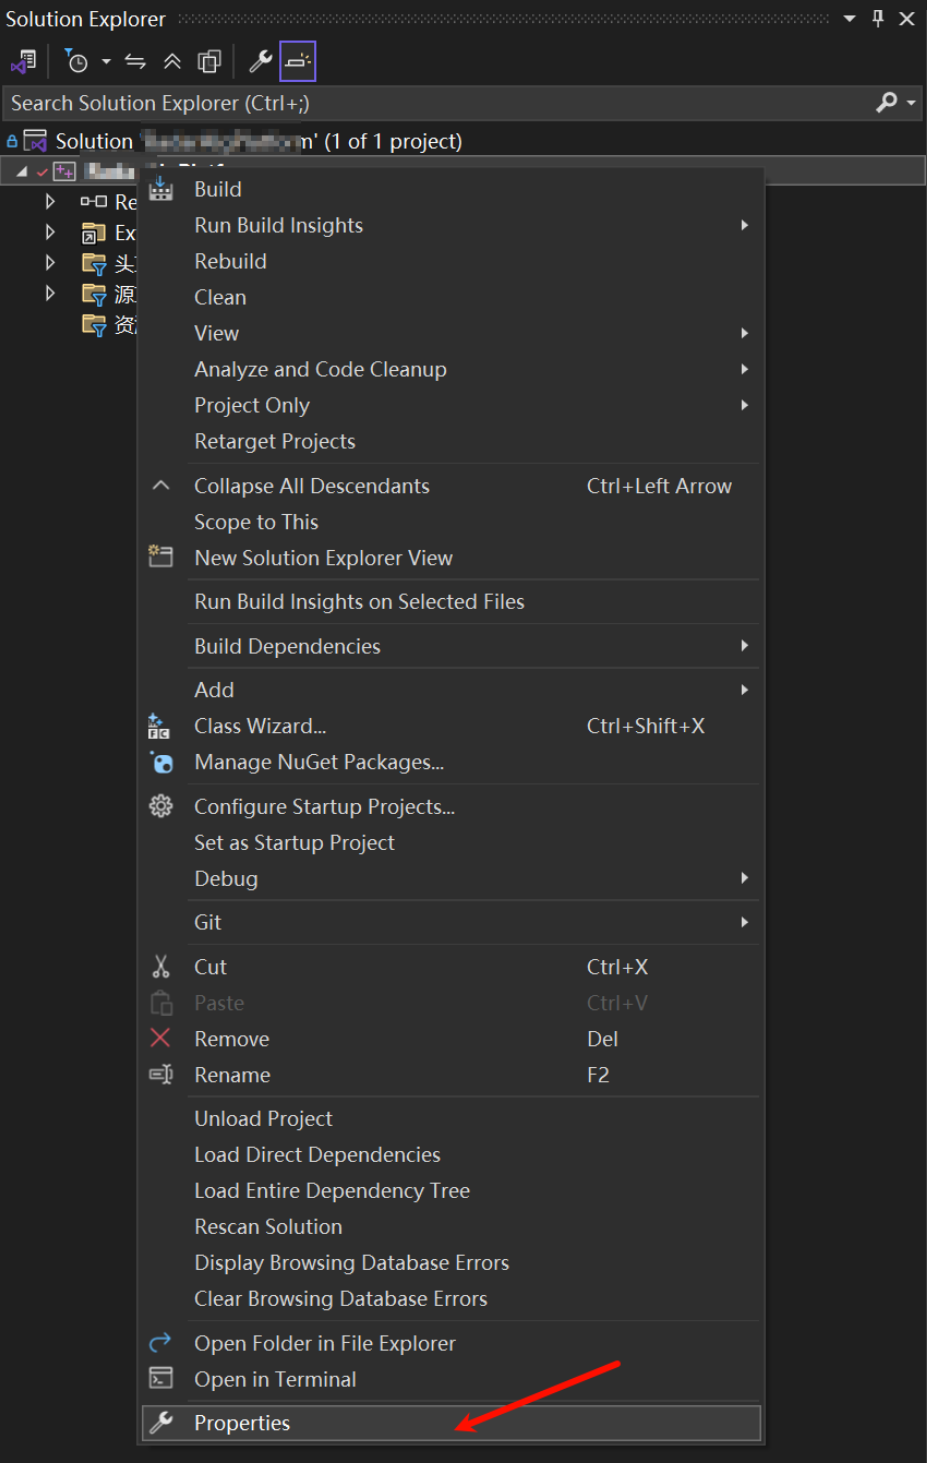 Solution Explorer
Search Solution Explorer (Ctrl+;)
Solution ' m' (1 of 1 project)
Re
Ex
头
源
资
Build
Run Build Insights
Rebuild
Clean
View
Analyze and Code Cleanup
Project Only
Retarget Projects
Collapse All Descendants Ctrl+Left Arrow
Scope to This
New Solution Explorer View
Run Build Insights on Selected Files
Build Dependencies
Add
Class Wizard... Ctrl+Shift+X
Manage NuGet Packages...
Configure Startup Projects...
Set as Startup Project
Debug
Git
Cut Ctrl+X
Paste Ctrl+V
Remove Del
Rename F2
Unload Project
Load Direct Dependencies
Load Entire Dependency Tree
Rescan Solution
Display Browsing Database Errors
Clear Browsing Database Errors
Open Folder in File Explorer
Open in Terminal
Properties